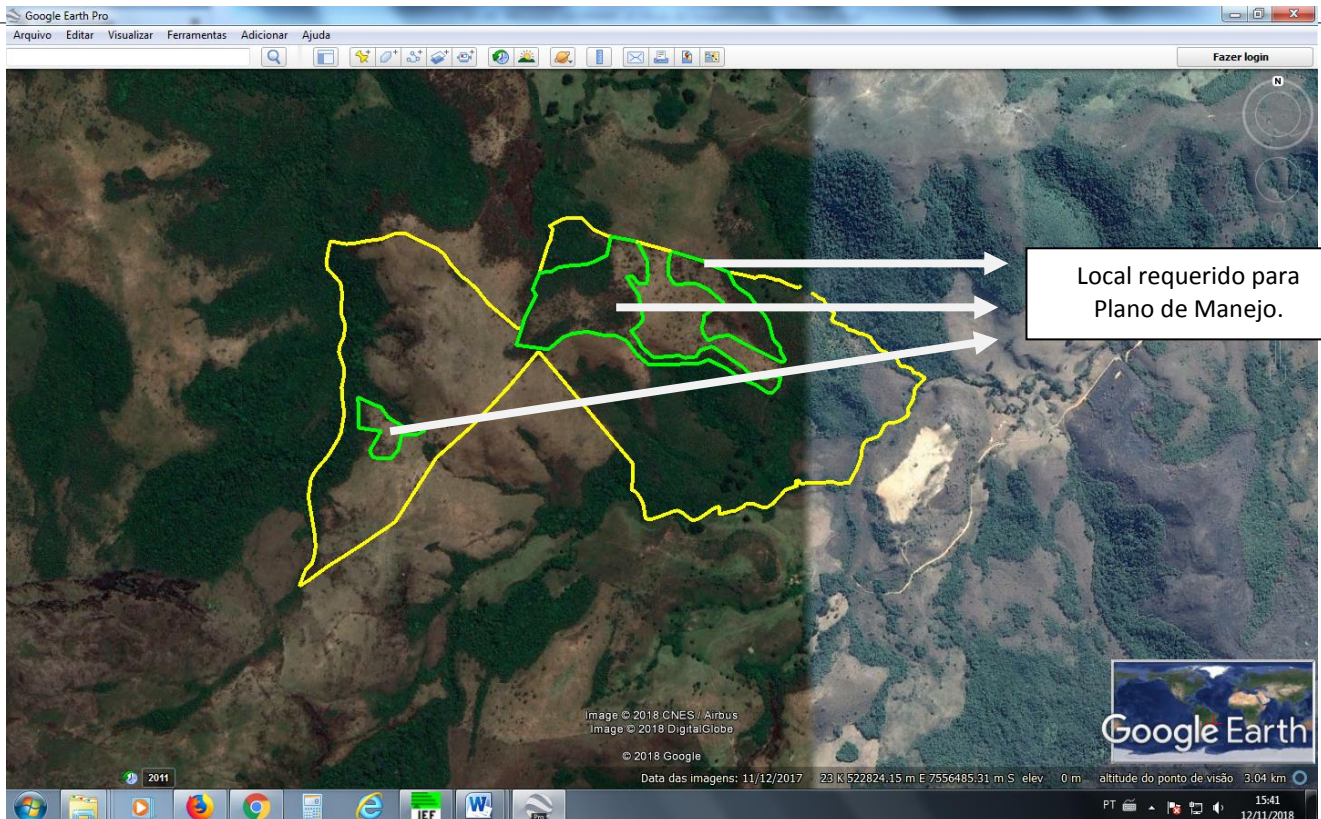 Google Earth Pro
Arquivo Editar Visualizar Ferramentas Adicionar Ajuda
Fazer login
N
Local requerido para
Plano de Manejo.
Image © 2018 CNES / Airbus
Image © 2018 DigitalGlobe
© 2018 Google
Google Earth
2011
Data das imagens: 11/12/2017 23 K 522824.15 m E 7556485.31 m S elev 0 m altitude do ponto de visão 3.04 km
IEF
W
Pro
PT
15:41
12/11/2018